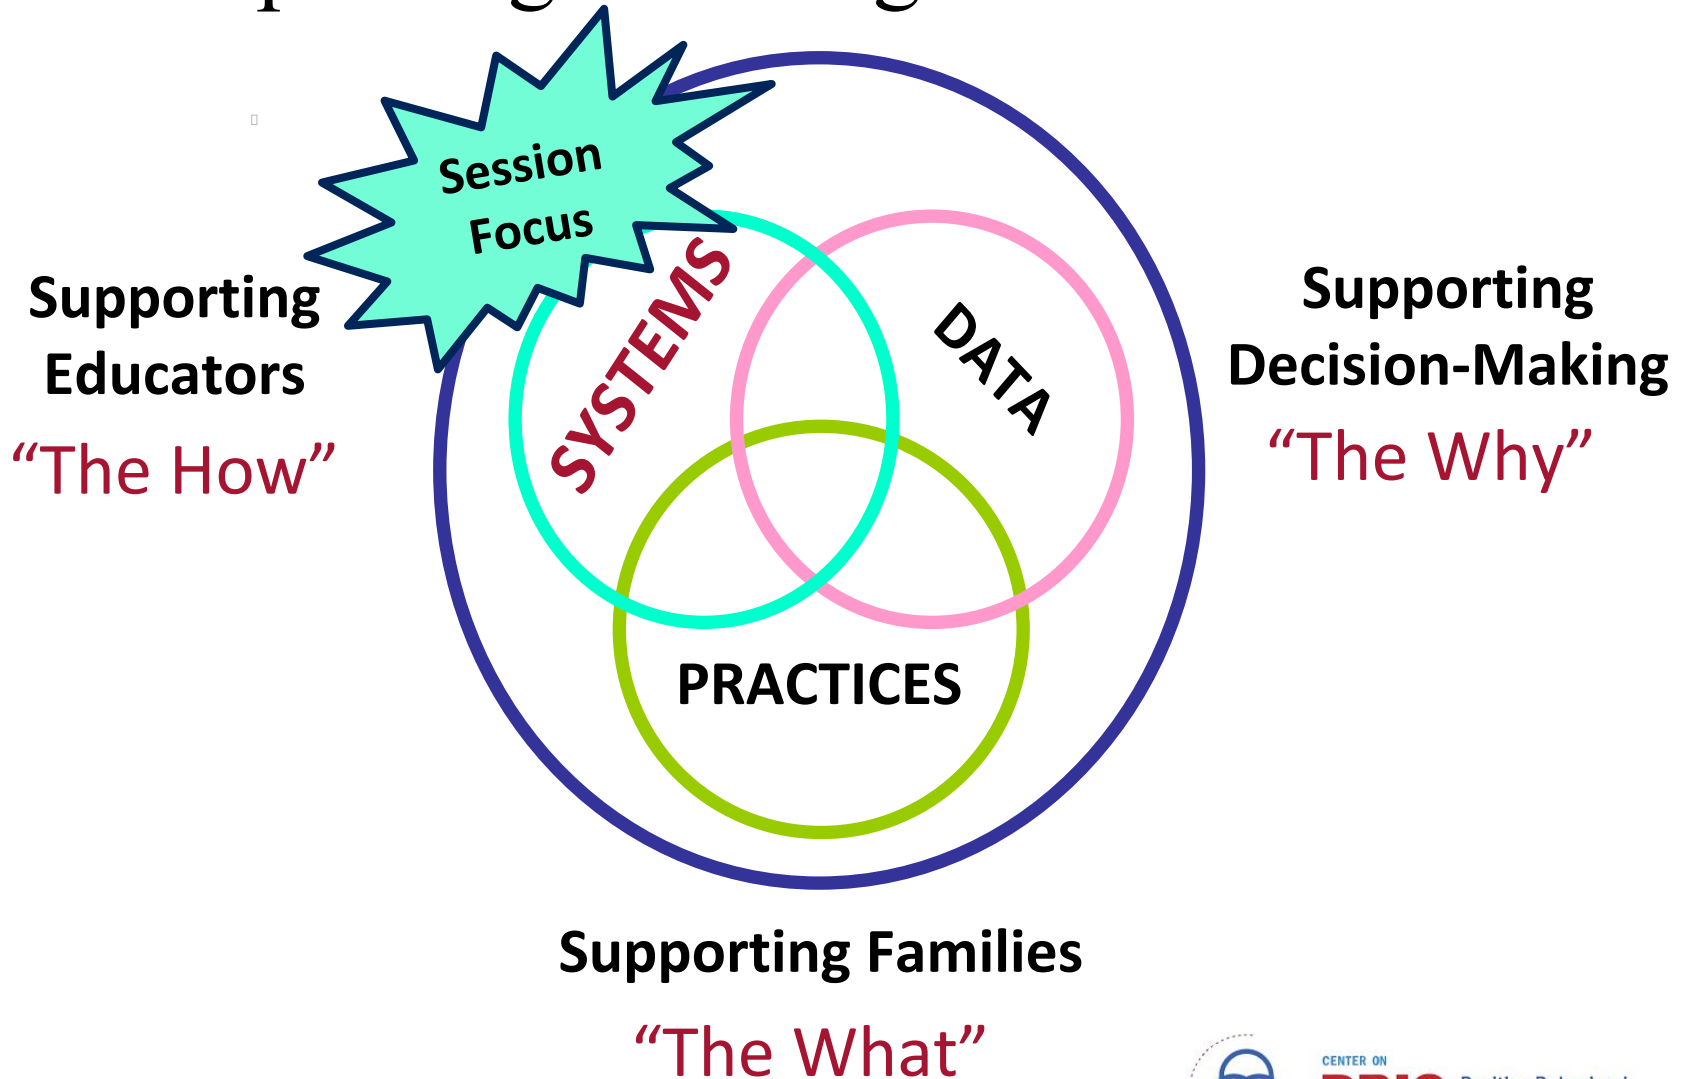 Session
Focus
SYSTEMS
DATA
PRACTICES
Supporting
Educators
“The How”
Supporting
Decision-Making
“The Why”
Supporting Families
“The What”
CENTER ON